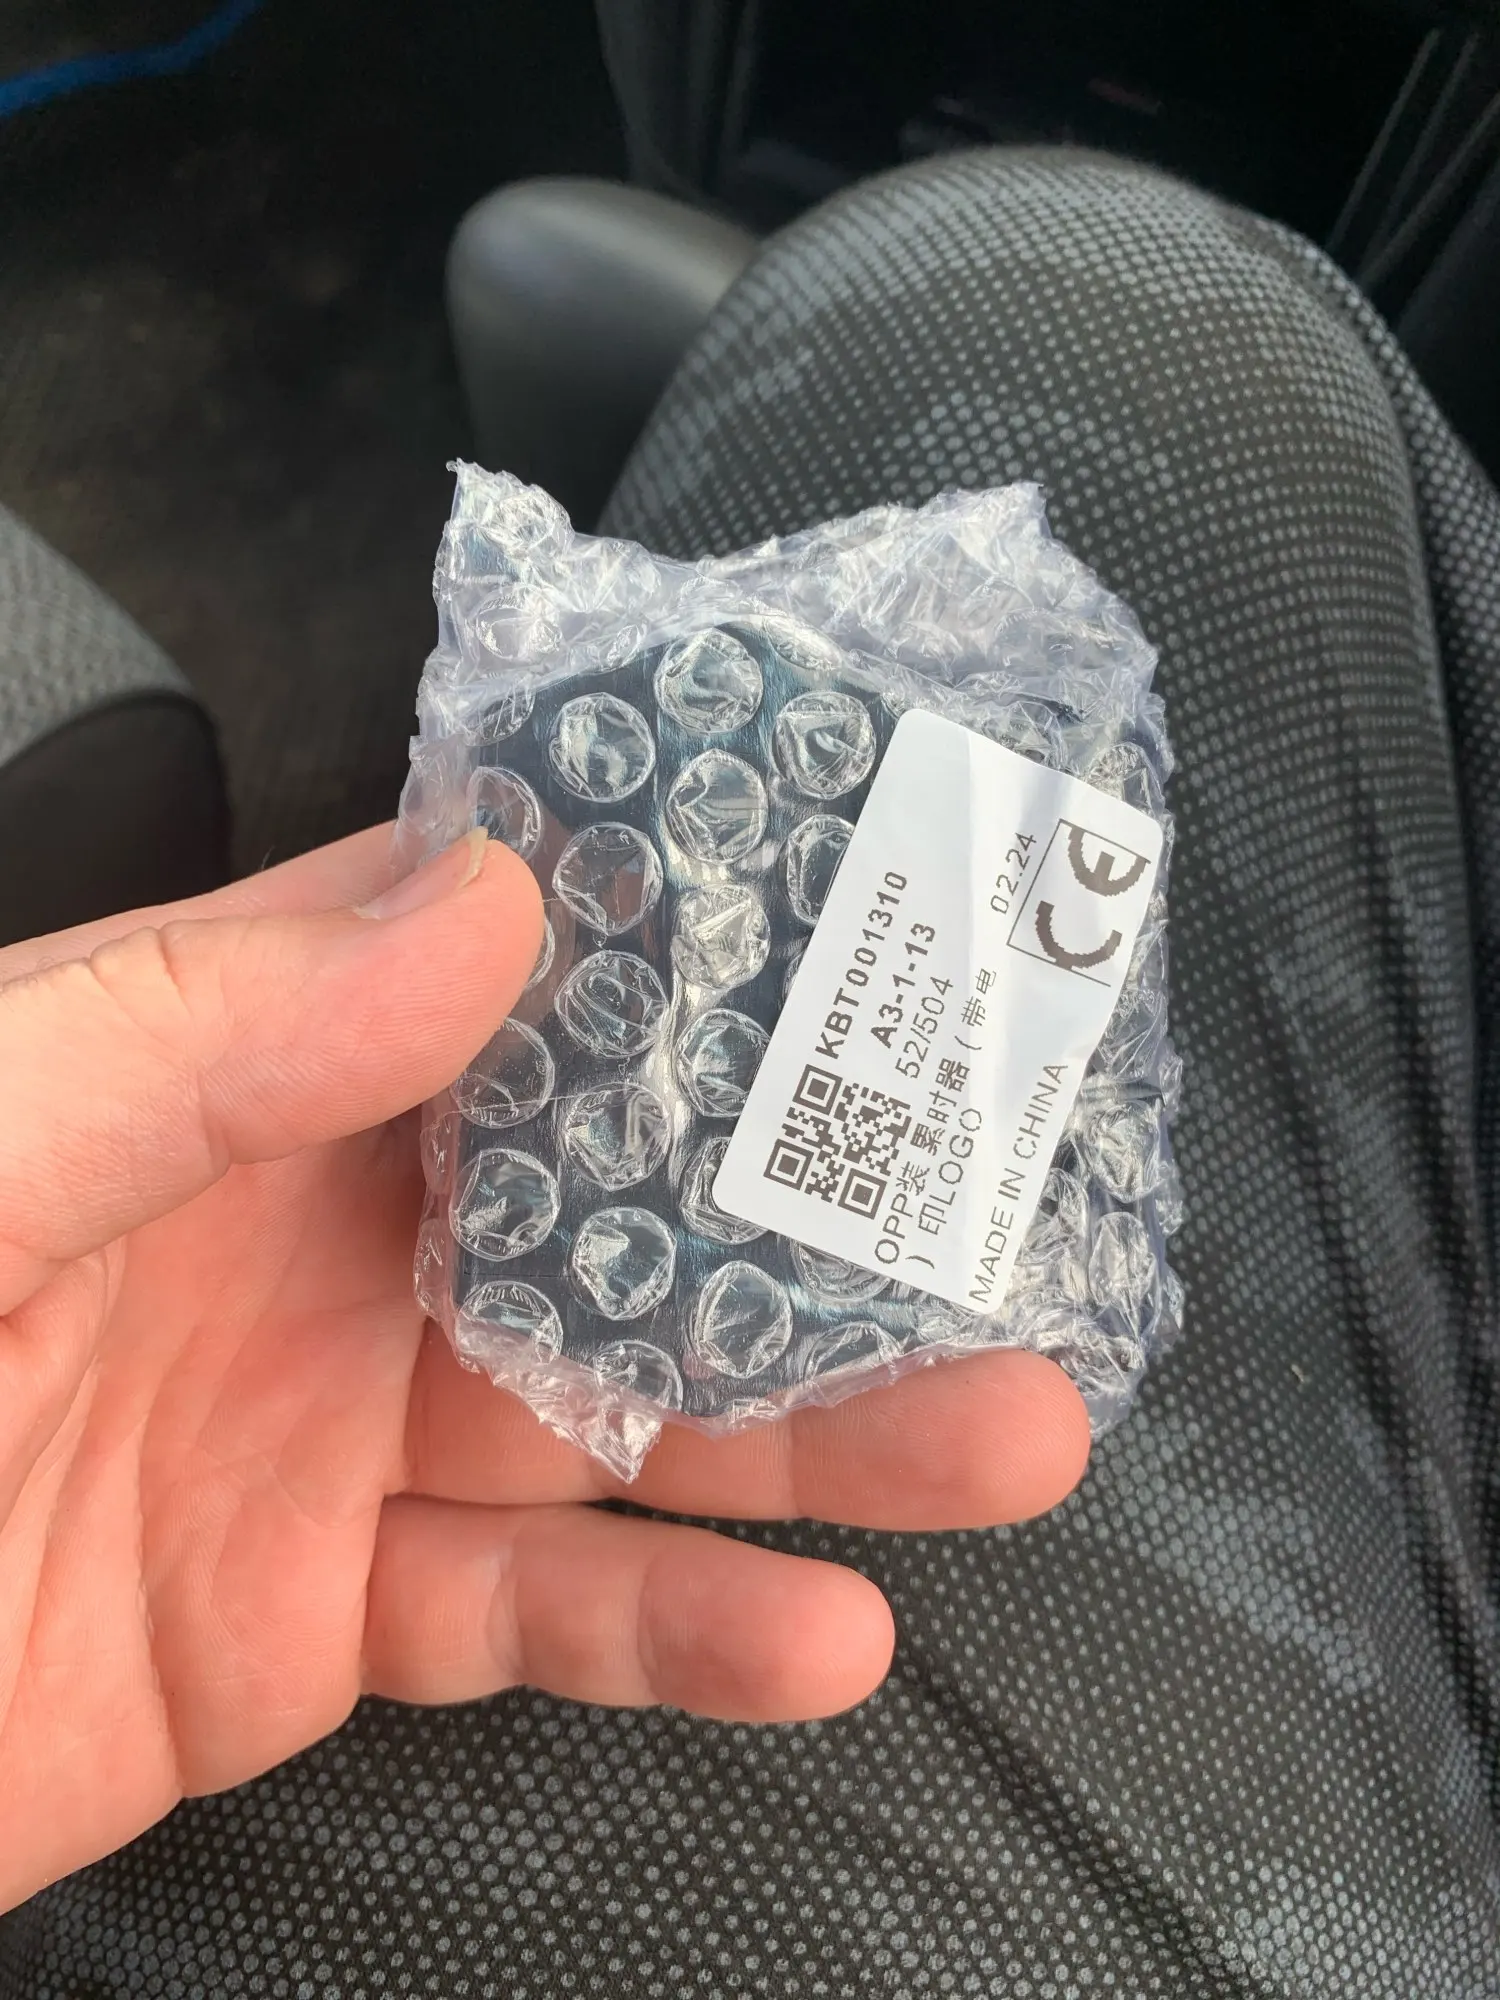 KBT001310
A3-1-13
52/504
OPP装 累时器（带电
）印LOGO
02.24
CE
MADE IN CHINA